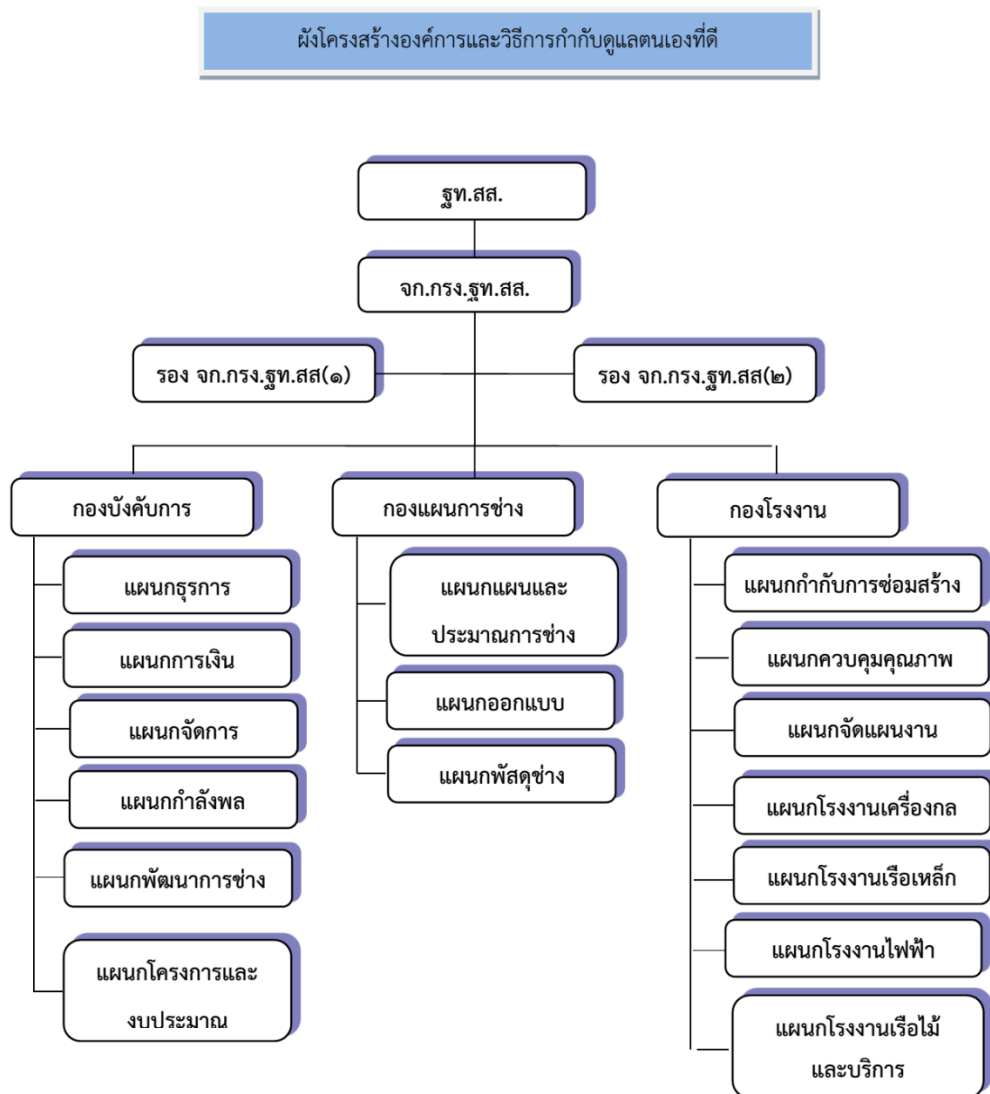 ผังโครงสร้างองค์การและวิธีการกำกับดูแลตนเองที่ดี
ฐท.สส.
จก.กรง.ฐท.สส.
รอง จก.กรง.ฐท.สส(๑)
รอง จก.กรง.ฐท.สส(๒)
กองบังคับการ
แผนกธุรการ
แผนกการเงิน
แผนกจัดการ
แผนกกำลังพล
แผนกพัฒนาการช่าง
แผนกโครงการและ
งบประมาณ
กองแผนการช่าง
แผนกแผนและ
ประมาณการช่าง
แผนกออกแบบ
แผนกพัสดุช่าง
กองโรงงาน
แผนกกำกับการซ่อมสร้าง
แผนกควบคุมคุณภาพ
แผนกจัดแผนงาน
แผนกโรงงานเครื่องกล
แผนกโรงงานเรือเหล็ก
แผนกโรงงานไฟฟ้า
แผนกโรงงานเรือไม้
และบริการ